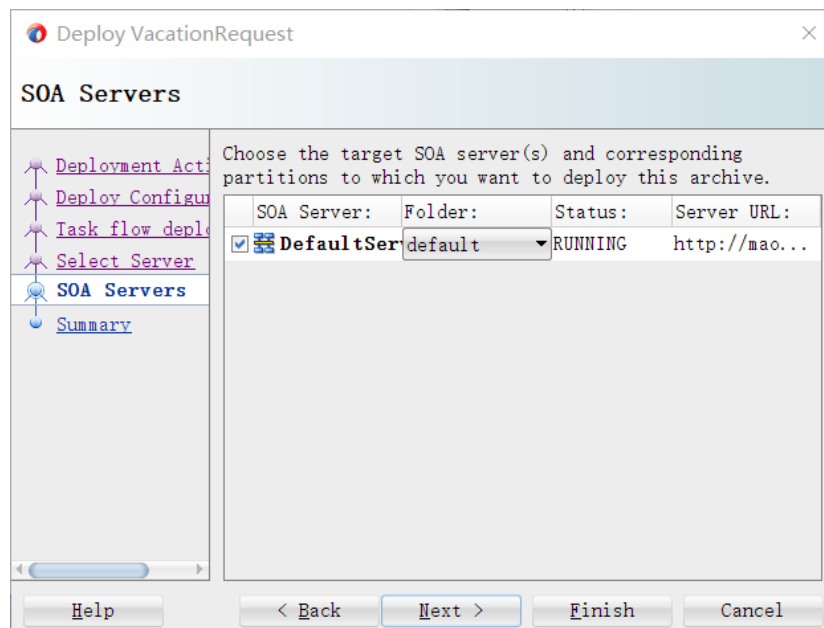 Deploy VacationRequest
SOA Servers
Deployment Acti
Deploy Configur
Task flow deplo
Select Server
SOA Servers
Summary
Choose the target SOA server(s) and corresponding
partitions to which you want to deploy this archive.
SOA Server: Folder: Status: Server URL:
DefaultSer default RUNNING http://mao...
Help < Back Next > Finish Cancel